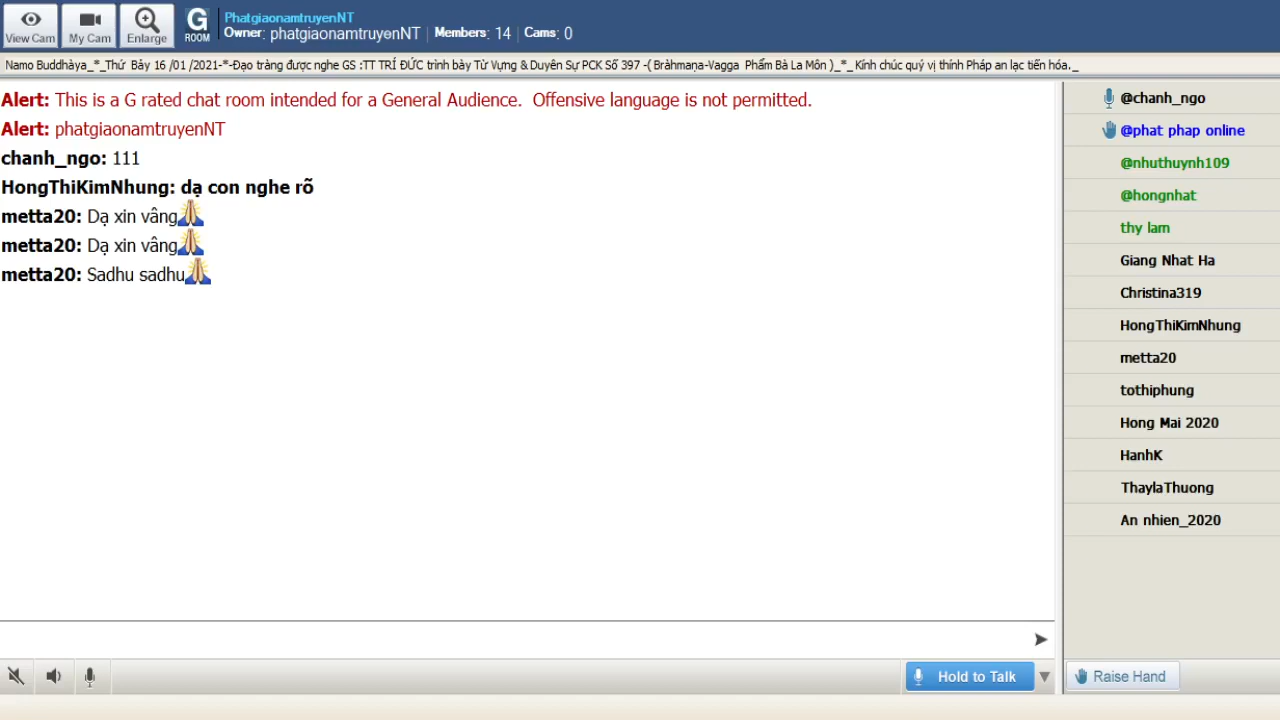 View Cam
My Cam
Enlarge
G
ROOM
PhatgiaonamtruyenNT
Owner: phatgiaonamtruyenNT Members: 14 Cams: 0
Namo Buddhàya_*_Thứ Bảy 16 /01 /2021-*-Đạo tràng được nghe GS :TT TRÍ ĐỨC trình bày Từ Vựng & Duyên Sự PCK Số 397 -( Bràhmaṇa-Vagga Phẩm Bà La Môn )_*_ Kính chúc quý vị thính Pháp an lạc tiến hóa._
Alert: This is a G rated chat room intended for a General Audience. Offensive language is not permitted.
Alert: phatgiaonamtruyenNT
chanh_ngo: 111
HongThiKimNhung: dạ con nghe rõ
metta20: Dạ xin vâng
metta20: Dạ xin vâng
metta20: Sadhu sadhu
@chanh_ngo
@phat phap online
@nhuthuynh109
@hongnhat
thy lam
Giang Nhat Ha
Christina319
HongThiKimNhung
metta20
tothiphung
Hong Mai 2020
HanhK
ThaylaThuong
An nhien_2020
Hold to Talk
Raise Hand